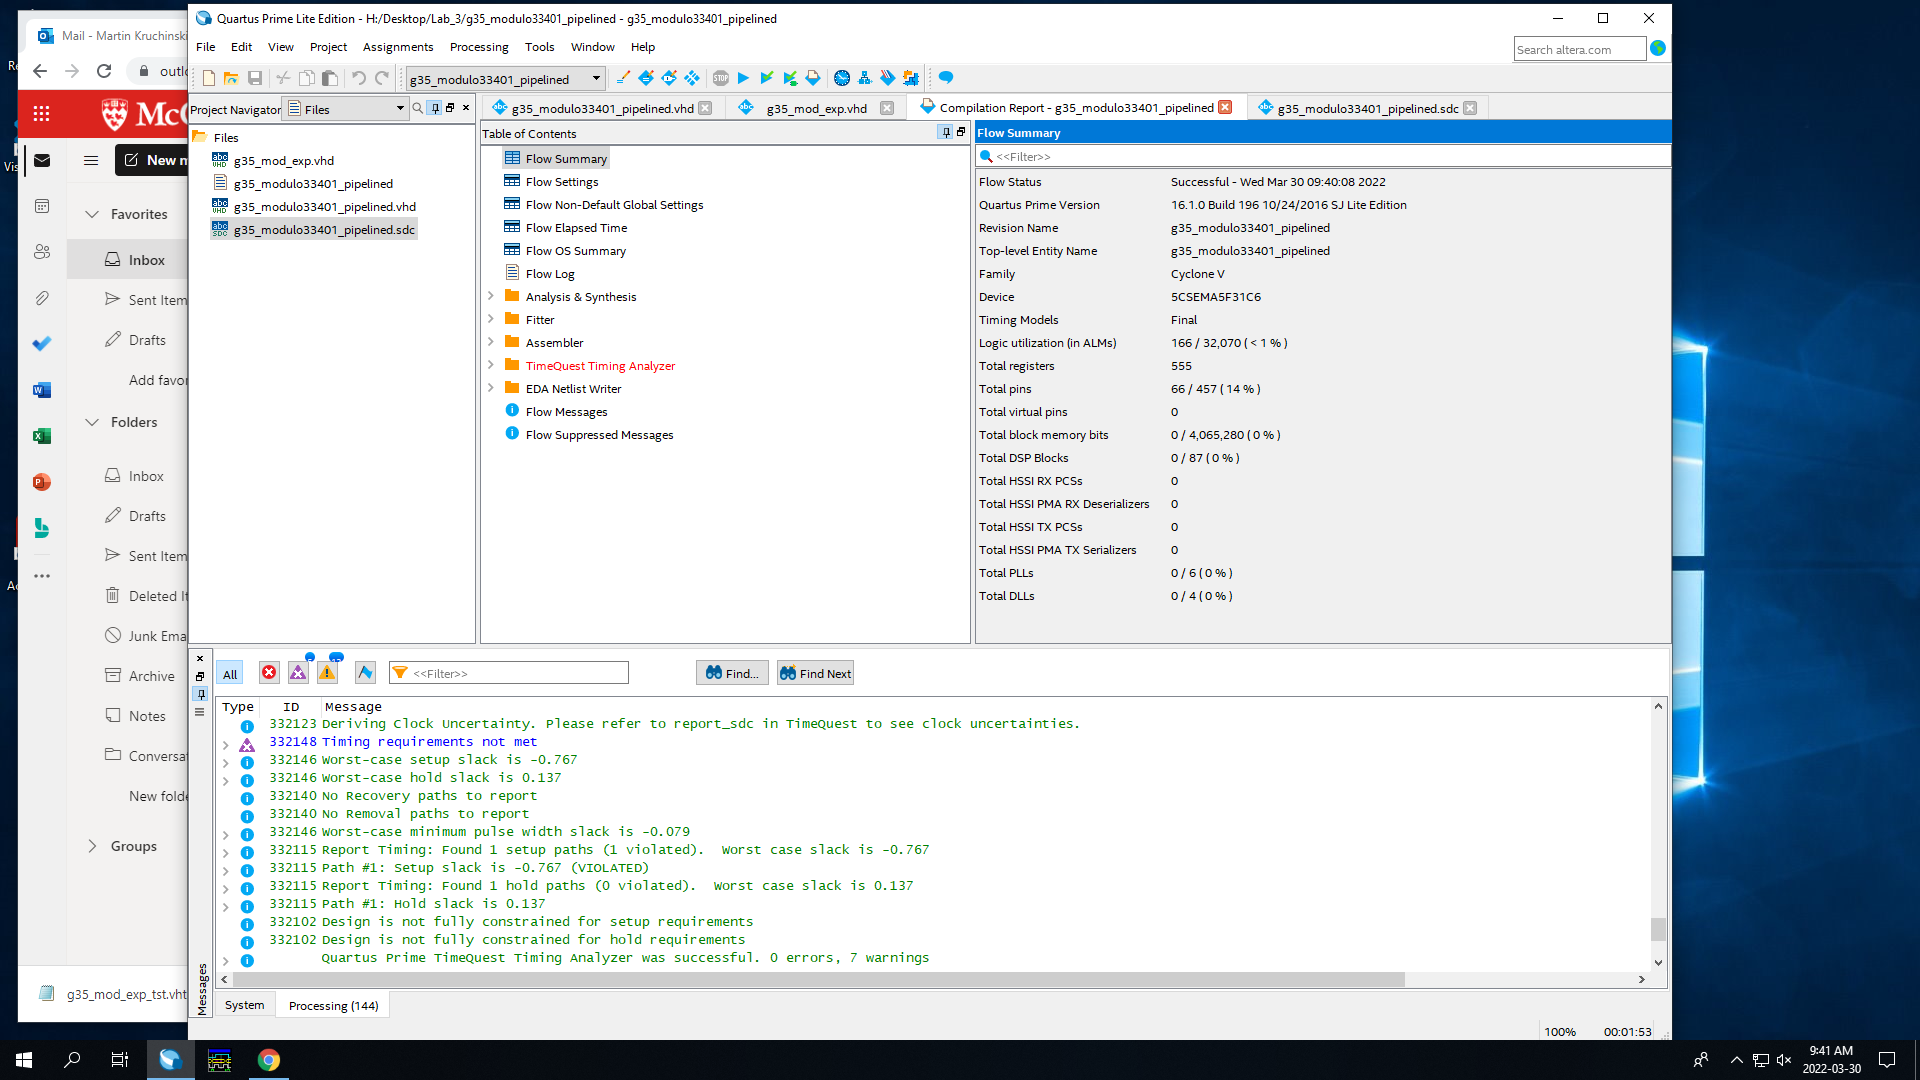 Quartus Prime Lite Edition - H:/Desktop/Lab_3/g35_modulo33401_pipelined - g35_modulo33401_pipelined
File Edit View Project Assignments Processing Tools Window Help
Search altera.com
g35_modulo33401_pipelined
Mail - Martin Kruchinski
outlo
Mc
New m
Favorites
Inbox
Sent Item
Drafts
Add favor
Folders
Inbox
Drafts
Sent Item
Deleted It
Junk Ema
Archive
Notes
Conversat
New folde
Groups
g35_mod_exp_tst.vht
Project Navigator Files
Files
g35_mod_exp.vhd
g35_modulo33401_pipelined
g35_modulo33401_pipelined.vhd
g35_modulo33401_pipelined.sdc
g35_modulo33401_pipelined.vhd g35_mod_exp.vhd Compilation Report - g35_modulo33401_pipelined g35_modulo33401_pipelined.sdc
Table of Contents
Flow Summary
Flow Settings
Flow Non-Default Global Settings
Flow Elapsed Time
Flow OS Summary
Flow Log
Analysis & Synthesis
Fitter
Assembler
TimeQuest Timing Analyzer
EDA Netlist Writer
Flow Messages
Flow Suppressed Messages
Flow Summary
<<Filter>>
Flow Status Successful - Wed Mar 30 09:40:08 2022
Quartus Prime Version 16.1.0 Build 196 10/24/2016 SJ Lite Edition
Revision Name g35_modulo33401_pipelined
Top-level Entity Name g35_modulo33401_pipelined
Family Cyclone V
Device 5CSEMA5F31C6
Timing Models Final
Logic utilization (in ALMs) 166 / 32,070 ( < 1 % )
Total registers 555
Total pins 66 / 457 ( 14 % )
Total virtual pins 0
Total block memory bits 0 / 4,065,280 ( 0 % )
Total DSP Blocks 0 / 87 ( 0 % )
Total HSSI RX PCSs 0
Total HSSI PMA RX Deserializers 0
Total HSSI TX PCSs 0
Total HSSI PMA TX Serializers 0
Total PLLs 0 / 6 ( 0 % )
Total DLLs 0 / 4 ( 0 % )
All <<Filter>> Find... Find Next
Type ID Message
332123 Deriving Clock Uncertainty. Please refer to report_sdc in TimeQuest to see clock uncertainties.
332148 Timing requirements not met
332146 Worst-case setup slack is -0.767
332146 Worst-case hold slack is 0.137
332140 No Recovery paths to report
332140 No Removal paths to report
332146 Worst-case minimum pulse width slack is -0.079
332115 Report Timing: Found 1 setup paths (1 violated).  Worst case slack is -0.767
332115 Path #1: Setup slack is -0.767 (VIOLATED)
332115 Report Timing: Found 1 hold paths (0 violated).  Worst case slack is 0.137
332115 Path #1: Hold slack is 0.137
332102 Design is not fully constrained for setup requirements
332102 Design is not fully constrained for hold requirements
Quartus Prime TimeQuest Timing Analyzer was successful. 0 errors, 7 warnings
Messages
System Processing (144)
100% 00:01:53
9:41 AM
2022-03-30